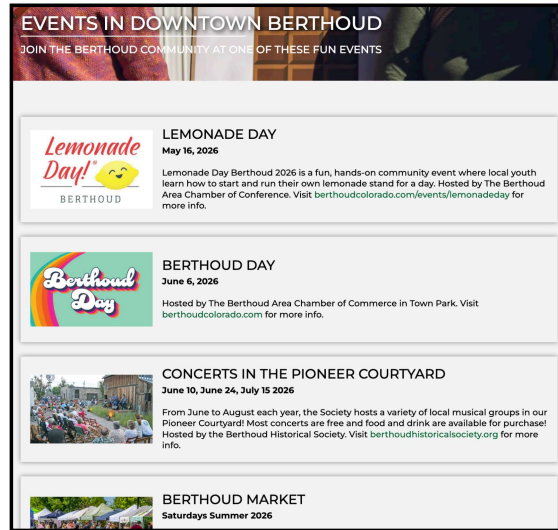 EVENTS IN DOWNTOWN BERTHOUD
JOIN THE BERTHOUD COMMUNITY AT ONE OF THESE FUN EVENTS
Lemonade
Day!
BERTHOUD
LEMONADE DAY
May 16, 2026
Lemonade Day Berthoud 2026 is a fun, hands-on community event where local youth
learn how to start and run their own lemonade stand for a day. Hosted by The Berthoud
Area Chamber of Conference. Visit berthoudcolorado.com/events/lemonadeday for
more info.
Berthoud
Day
BERTHOUD DAY
June 6, 2026
Hosted by The Berthoud Area Chamber of Commerce in Town Park. Visit
berthoudcolorado.com for more info.
CONCERTS IN THE PIONEER COURTYARD
June 10, June 24, July 15 2026
From June to August each year, the Society hosts a variety of local musical groups in our
Pioneer Courtyard! Most concerts are free and food and drink are available for purchase!
Hosted by the Berthoud Historical Society. Visit berthoudhistoricalsociety.org for more
info.
BERTHOUD MARKET
Saturdays Summer 2026